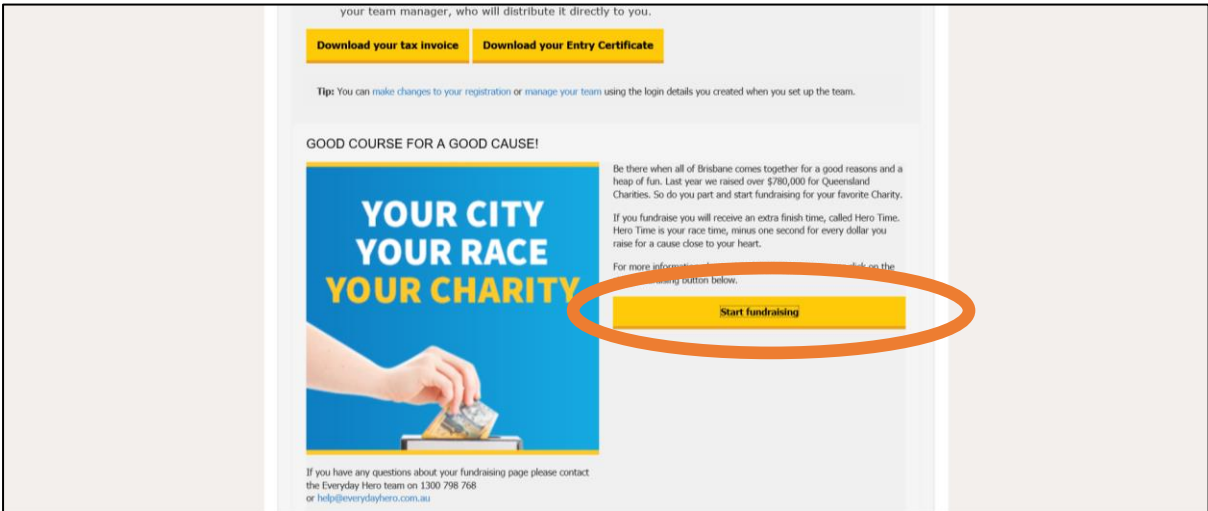 your team manager, who will distribute it directly to you.
Download your tax invoice
Download your Entry Certificate
Tip: You can make changes to your registration or manage your team using the login details you created when you set up the team.
GOOD COURSE FOR A GOOD CAUSE!
YOUR CITY
YOUR RACE
YOUR CHARITY
Be there when all of Brisbane comes together for a good reasons and a
heap of fun. Last year we raised over $780,000 for Queensland
Charities. So do you part and start fundraising for your favorite Charity.
If you fundraise you will receive an extra finish time, called Hero Time.
Hero Time is your race time, minus one second for every dollar you
raise for a cause close to your heart.
For more information click on the
button below.
Start fundraising
If you have any questions about your fundraising page please contact
the Everyday Hero team on 1300 798 768
or help@everydayhero.com.au